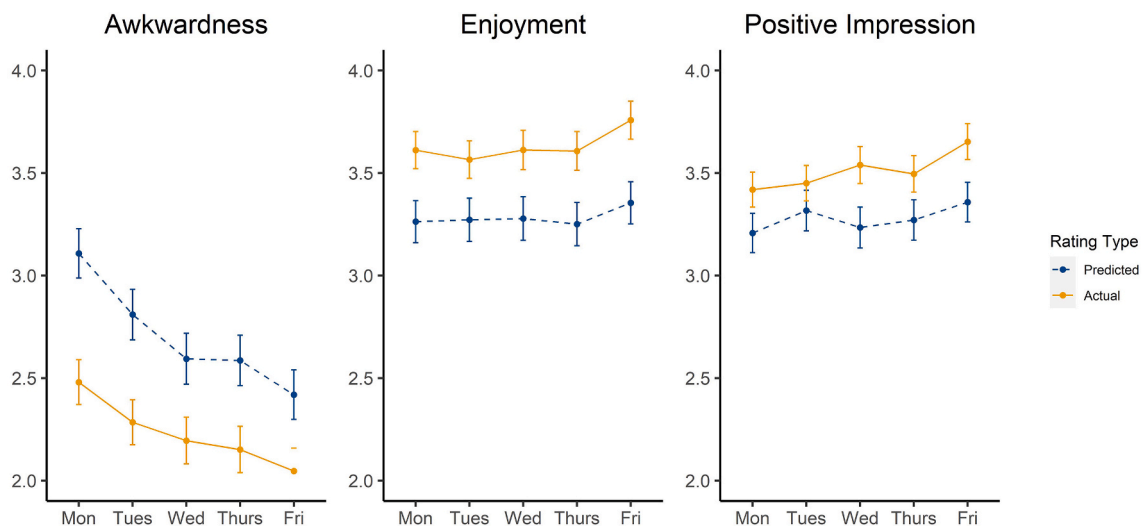 Awkwardness
4.0
3.5
3.0
2.5
2.0
Mon Tues Wed Thurs Fri
Enjoyment
4.0
3.5
3.0
2.5
2.0
Mon Tues Wed Thurs Fri
Positive Impression
4.0
3.5
3.0
2.5
2.0
Mon Tues Wed Thurs Fri
Rating Type
Predicted
Actual